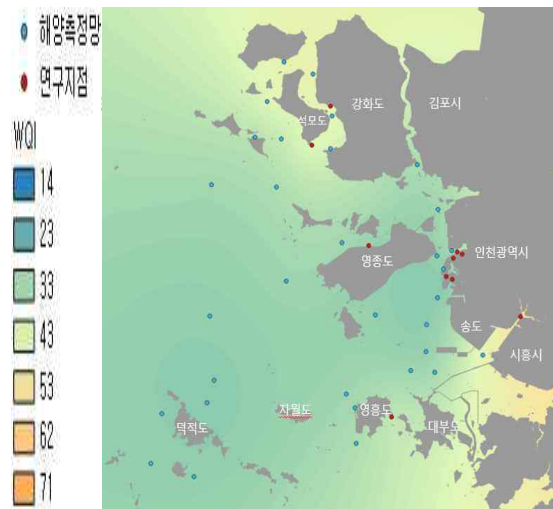 해양측정망
연구지점
WQI
14
23
33
43
53
62
71
석모도
강화도
김포시
영종도
인천광역시
송도
시흥시
덕적도
자월도
영흥도
대부도